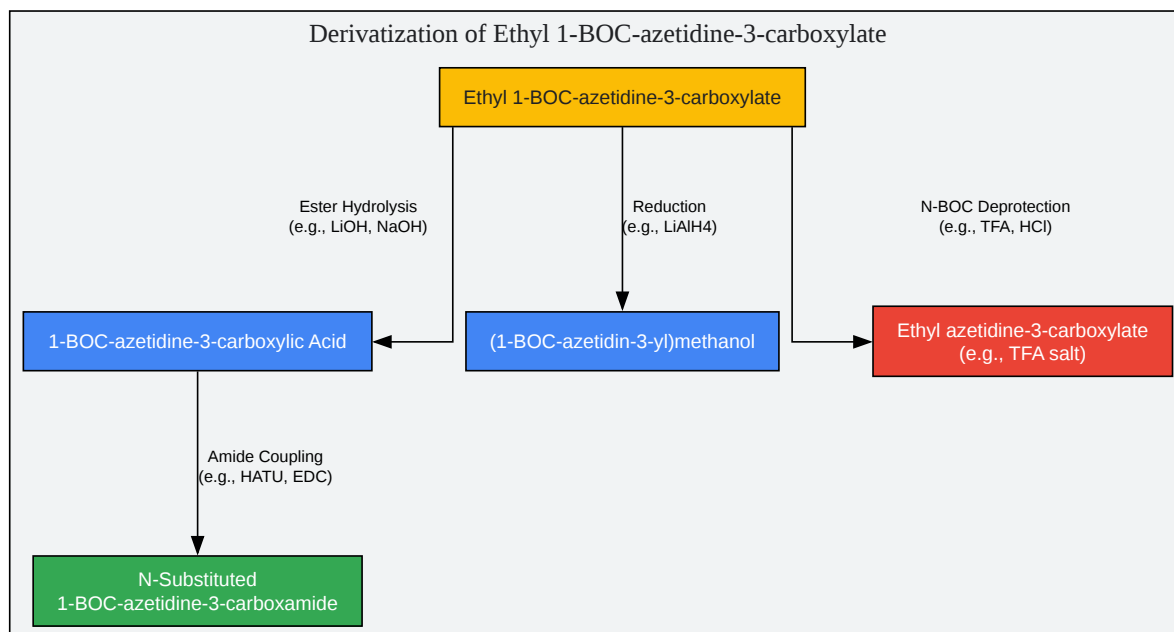 Derivatization of Ethyl 1-BOC-azetidine-3-carboxylate
Ethyl 1-BOC-azetidine-3-carboxylate
Ester Hydrolysis
(e.g., LiOH, NaOH)
Reduction
(e.g., LiAlH4)
N-BOC Deprotection
(e.g., TFA, HCl)
1-BOC-azetidine-3-carboxylic Acid
(1-BOC-azetidin-3-yl)methanol
Ethyl azetidine-3-carboxylate
(e.g., TFA salt)
Amide Coupling
(e.g., HATU, EDC)
N-Substituted
1-BOC-azetidine-3-carboxamide